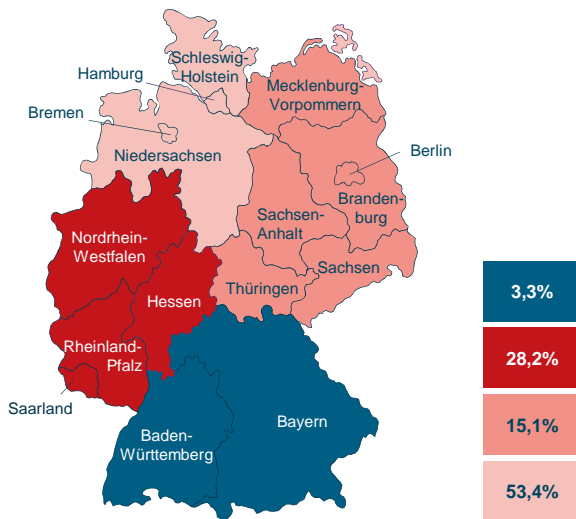 Schleswig-
Holstein
Hamburg
Mecklenburg-
Vorpommern
Bremen
Niedersachsen
Berlin
Branden-
burg
Sachsen-
Anhalt
Nordrhein-
Westfalen
Sachsen
Thüringen
Hessen
Rheinland-
Pfalz
Saarland
Bayern
Baden-
Württemberg
3,3%
28,2%
15,1%
53,4%